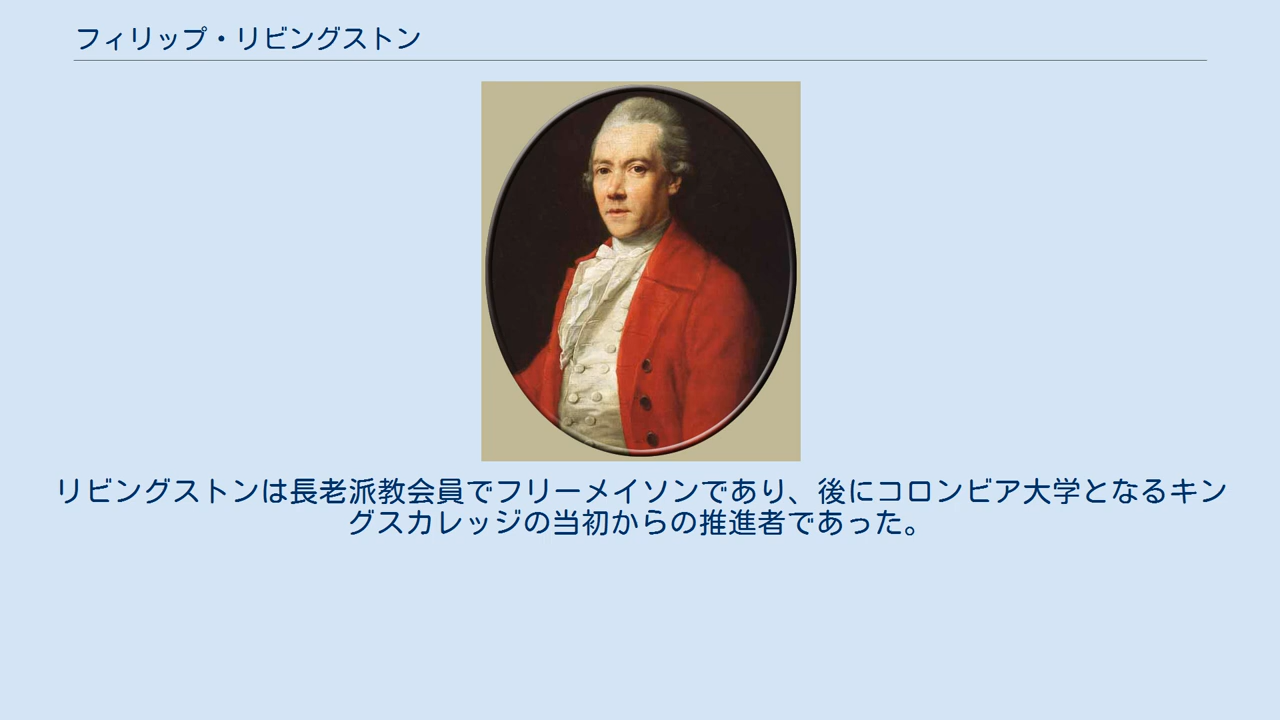 フィリップ・リビングストン
リビングストンは長老派教会員でフリーメイソンであり、後にコロンビア大学となるキン
グスカレッジの当初からの推進者であった。